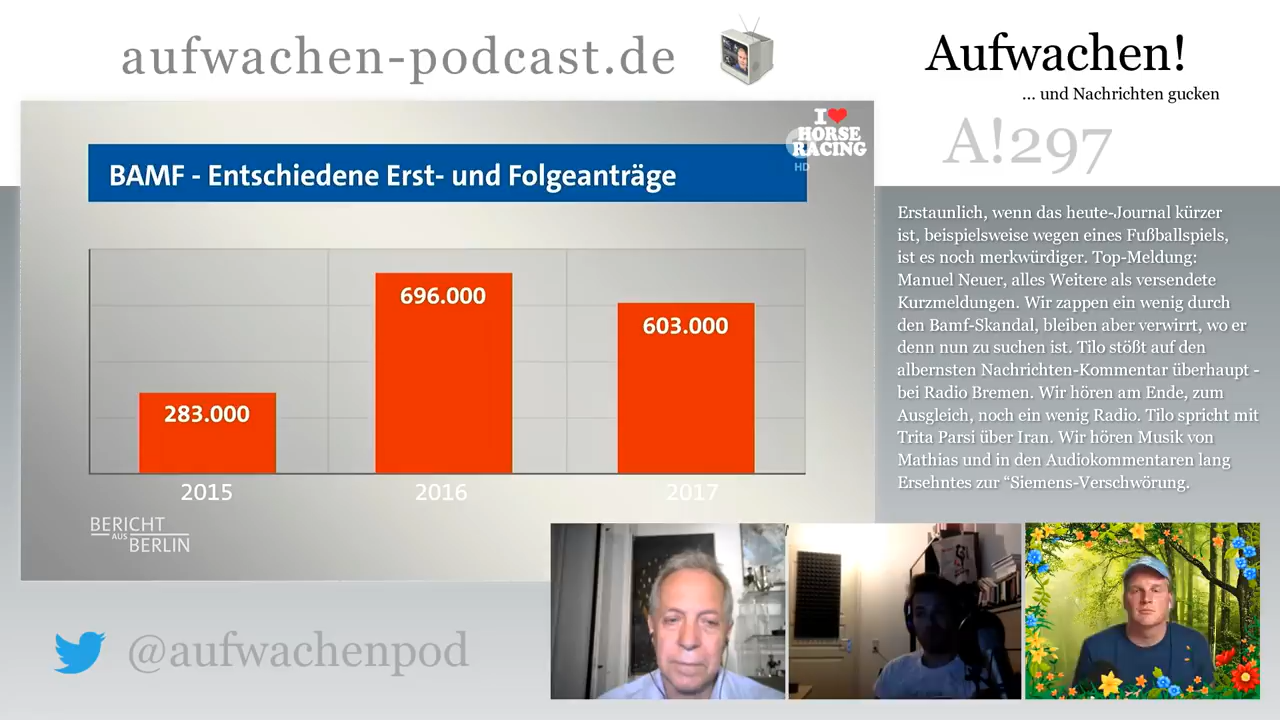 aufwachen-podcast.de
Aufwachen!
... und Nachrichten gucken
A!297
I
HORSE
RACING
HD
BAMF - Entschiedene Erst- und Folgeanträge
283.000
696.000
603.000
2015
2016
2017
BERICHT
AUS
BERLIN
Erstaunlich, wenn das heute-Journal kürzer
ist, beispielsweise wegen eines Fußballspiels,
ist es noch merkwürdiger. Top-Meldung:
Manuel Neuer, alles Weitere als versendete
Kurzmeldungen. Wir zappen ein wenig durch
den Bamf-Skandal, bleiben aber verwirrt, wo er
denn nun zu suchen ist. Tilo stößt auf den
albernsten Nachrichten-Kommentar überhaupt -
bei Radio Bremen. Wir hören am Ende, zum
Ausgleich, noch ein wenig Radio. Tilo spricht mit
Trita Parsi über Iran. Wir hören Musik von
Mathias und in den Audiokommentaren lang
Ersehntes zur “Siemens-Verschwörung.
@aufwachenpod